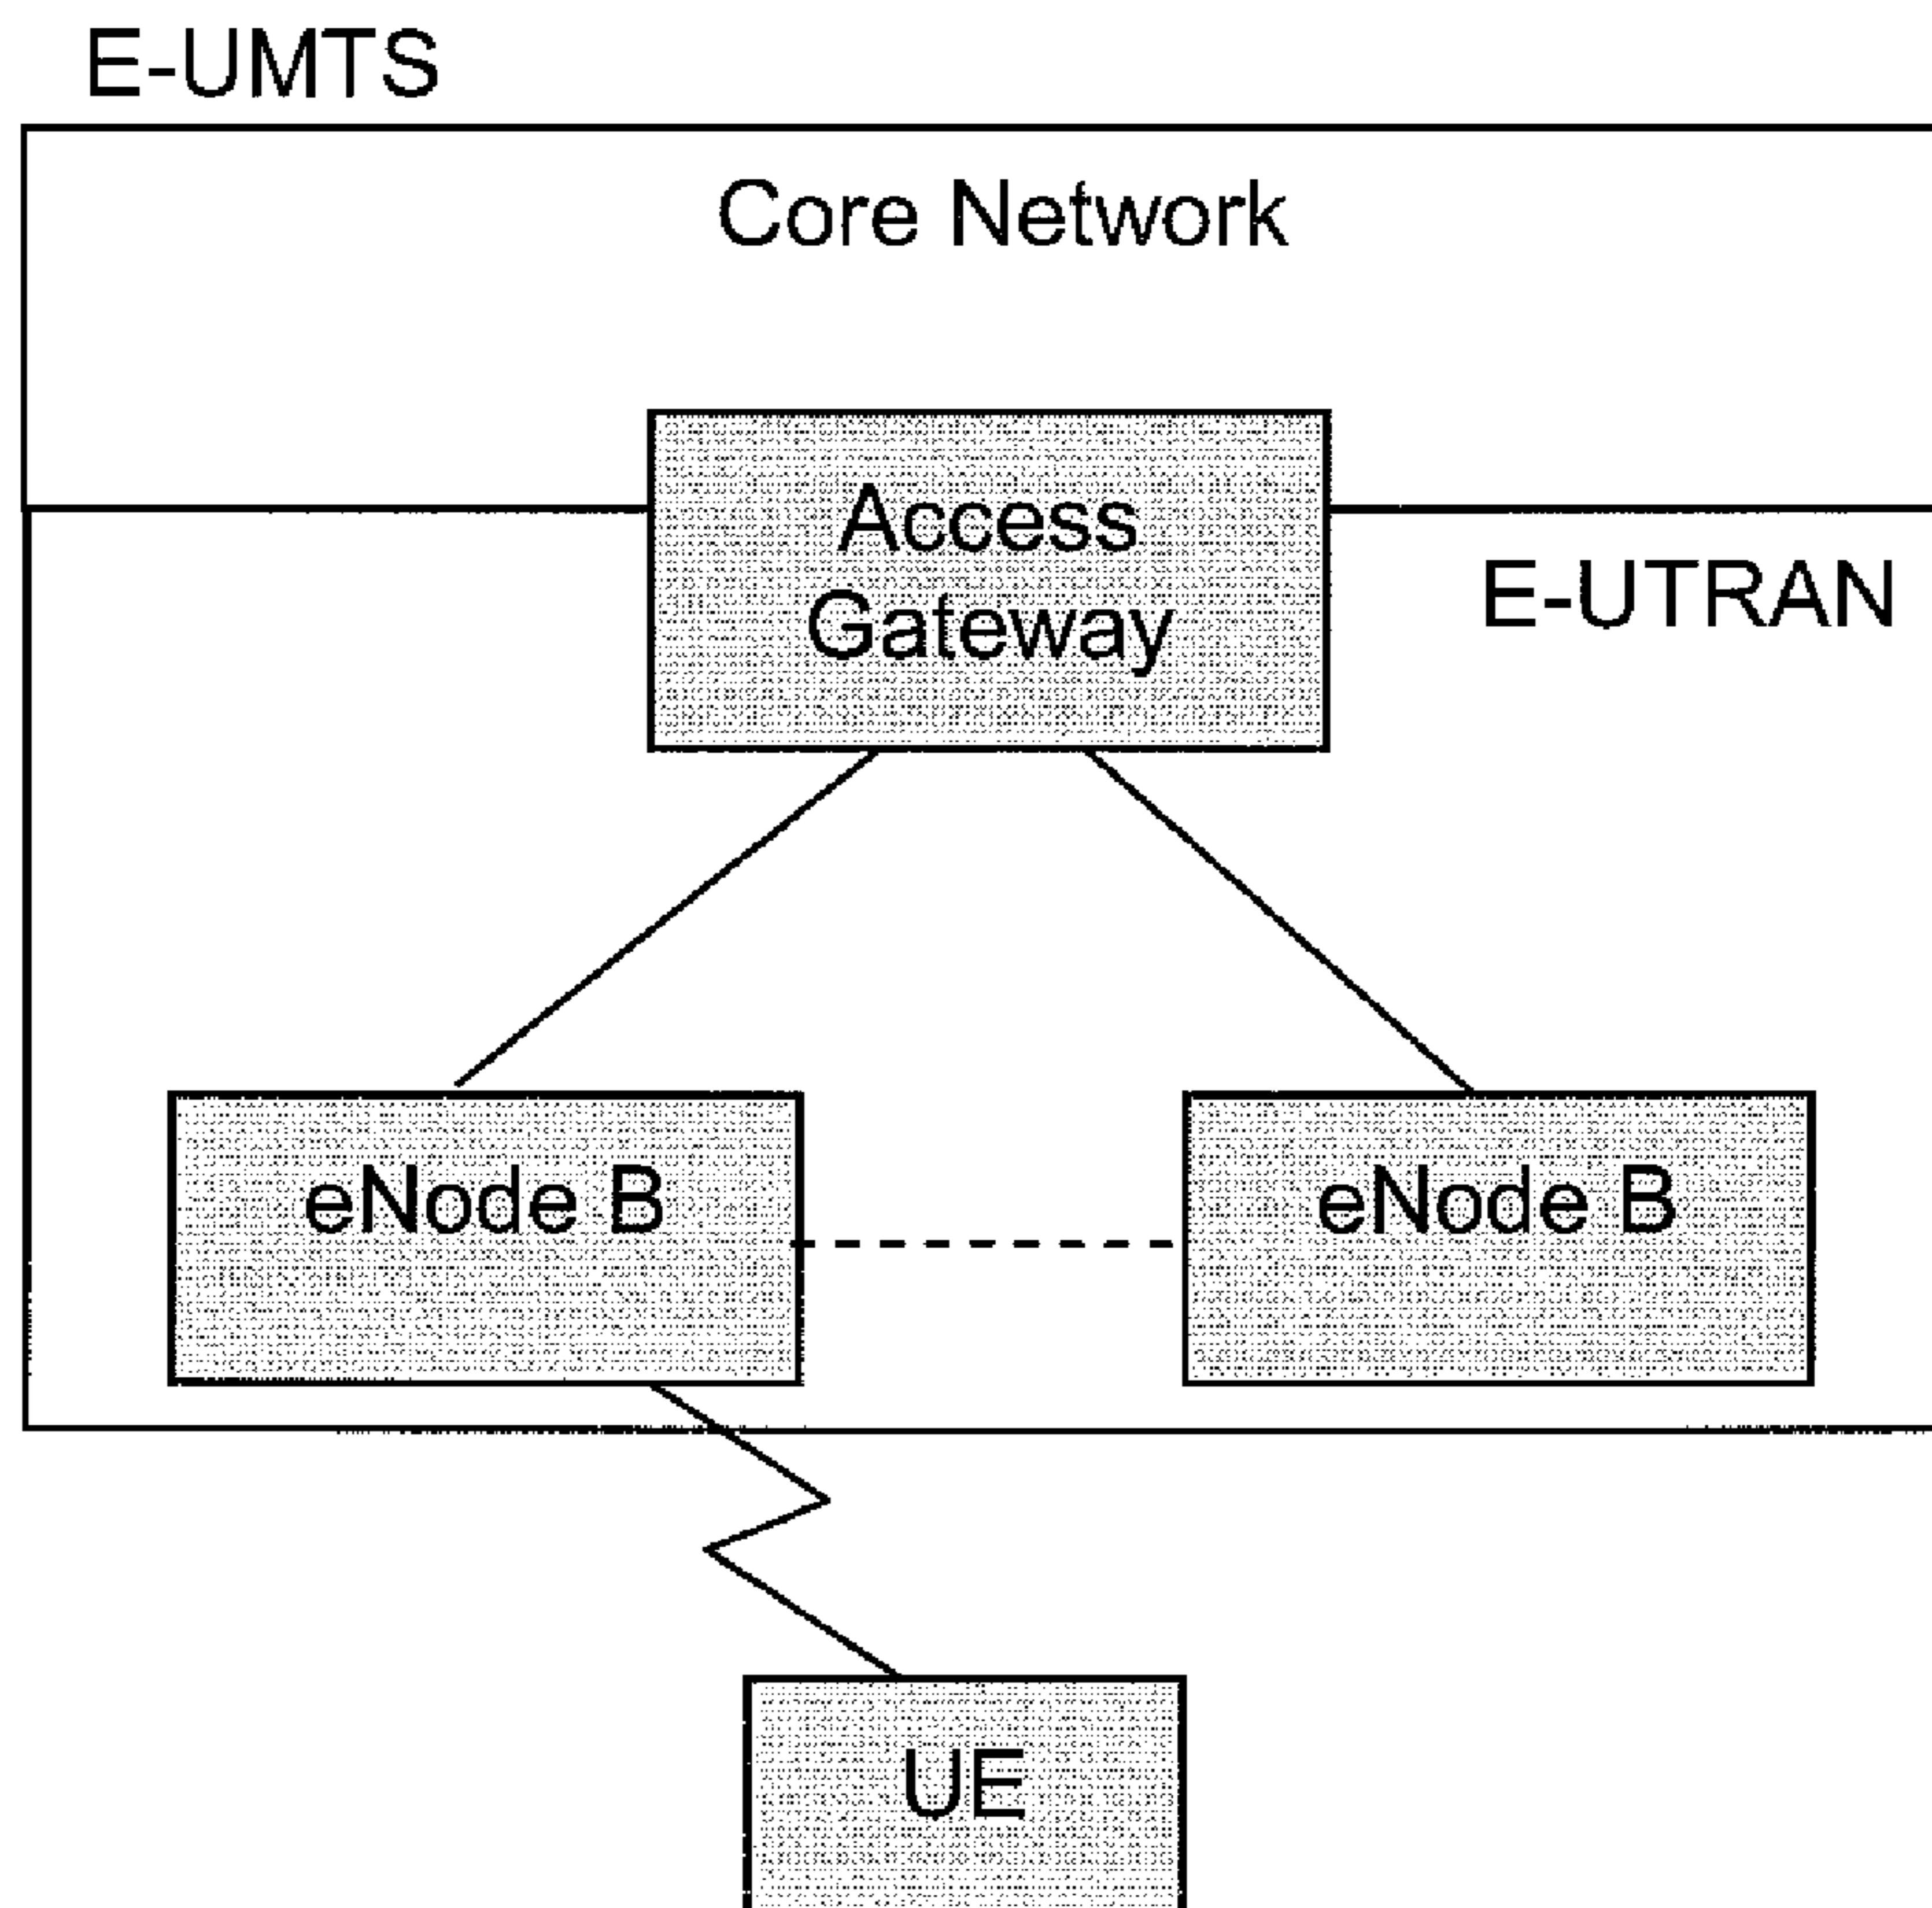 E-UMTS
Core Network
Access
Gateway
E-UTRAN
eNode B
eNode B
UE